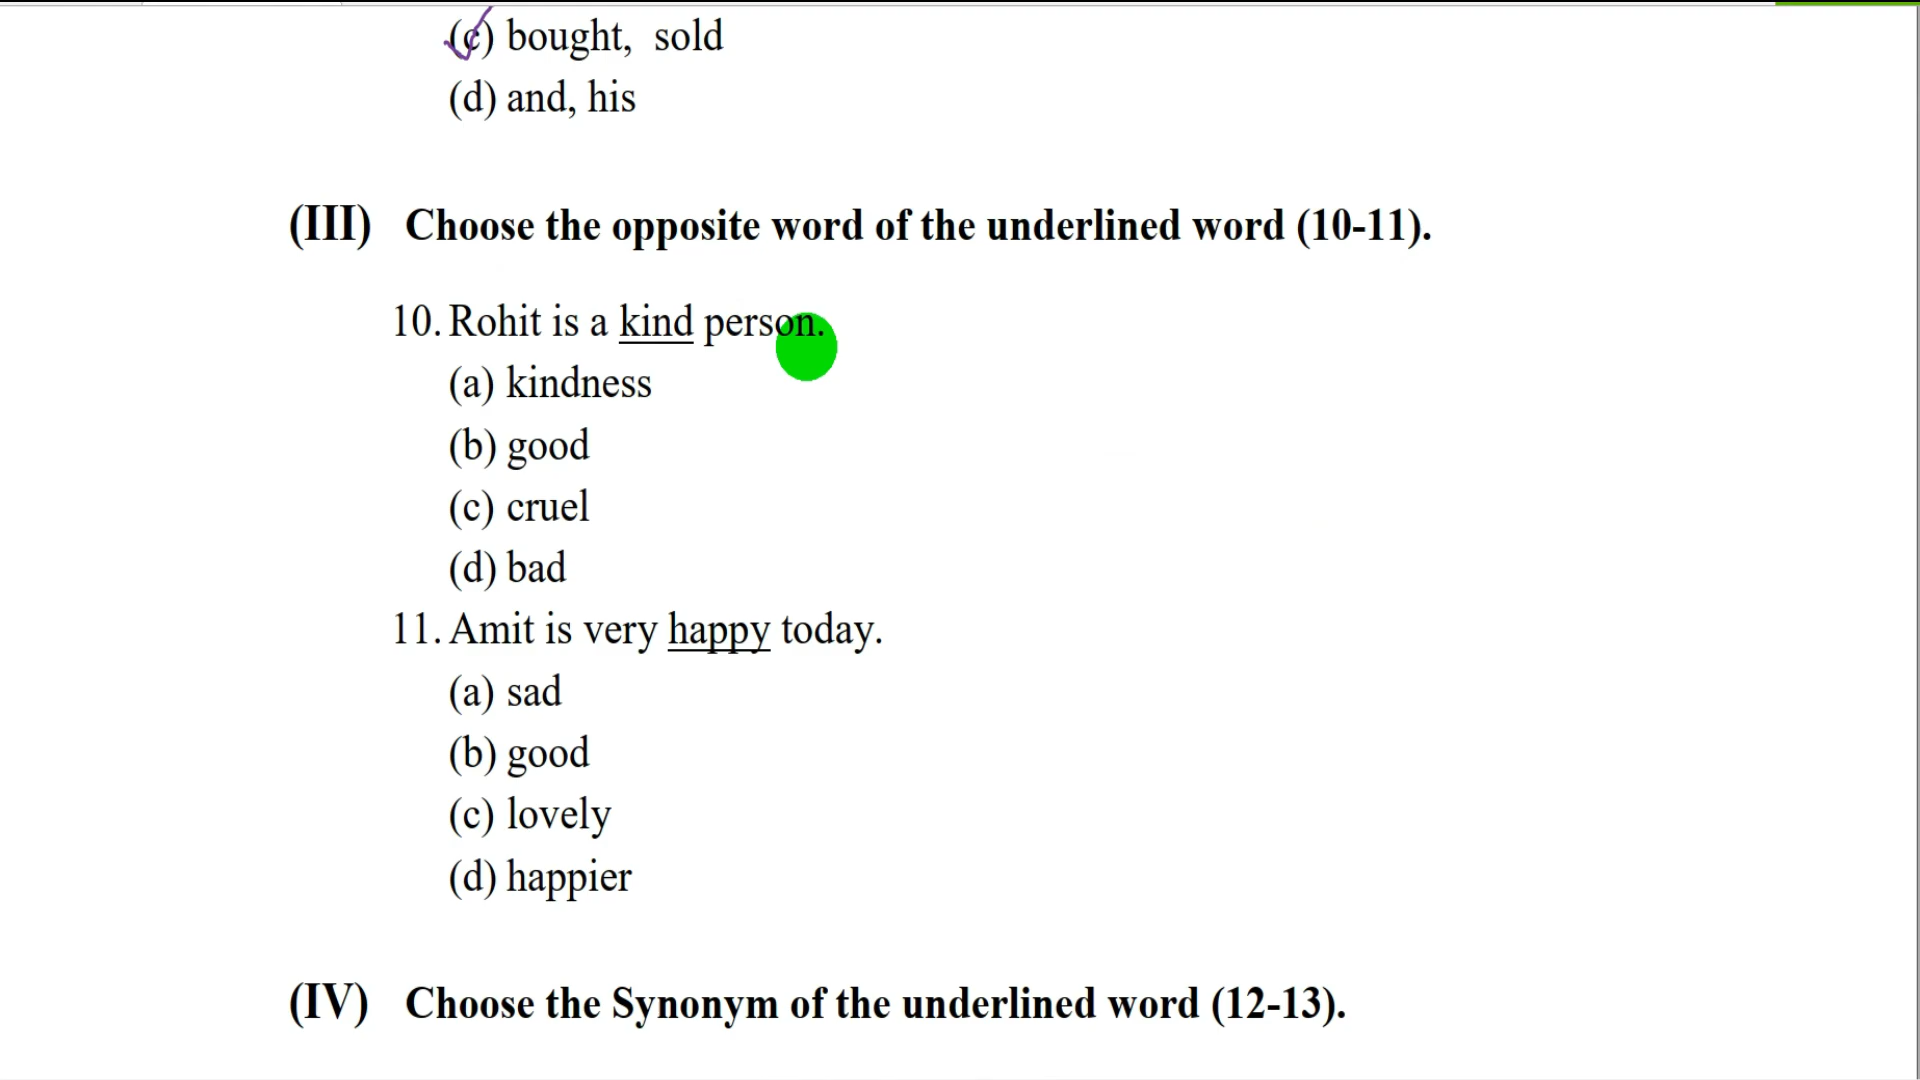 (c) bought, sold
(d) and, his
(III) Choose the opposite word of the underlined word (10-11).
10. Rohit is a kind person.
(a) kindness
(b) good
(c) cruel
(d) bad
11. Amit is very happy today.
(a) sad
(b) good
(c) lovely
(d) happier
(IV) Choose the Synonym of the underlined word (12-13).